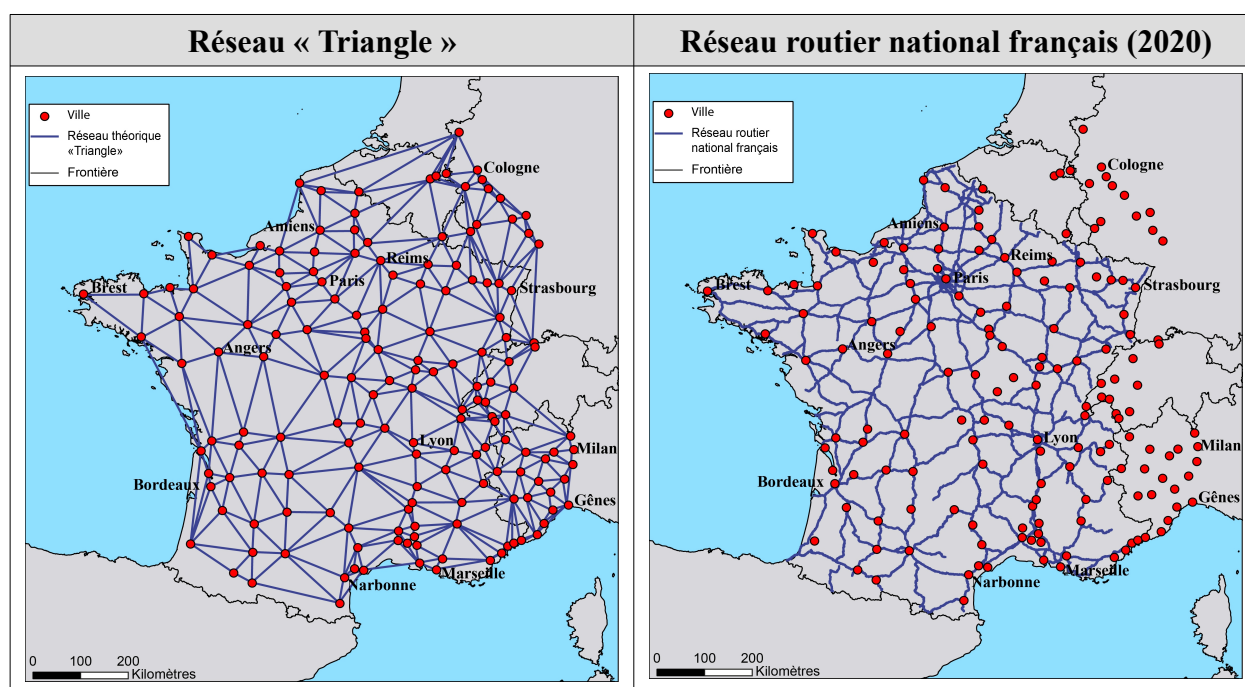 Réseau « Triangle »
Réseau routier national français (2020)
Ville
Réseau théorique
«Triangle»
Frontière
Cologne
Amiens
Reims
Paris
Brest
Strasbourg
Angers
Lyon
Milan
Bordeaux
Gênes
Marseille
Narbonne
0 100 200
Kilomètres
Ville
Réseau routier
national français
Frontière
Cologne
Amiens
Reims
Paris
Brest
Strasbourg
Angers
Lyon
Milan
Bordeaux
Gênes
Marseille
Narbonne
0 100 200
Kilomètres